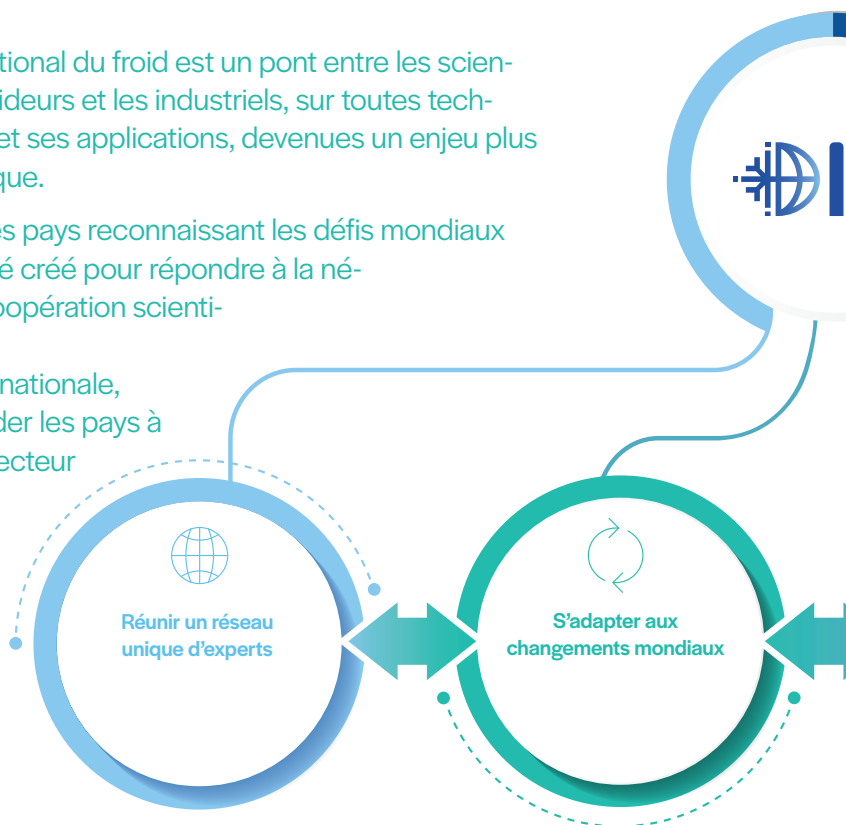 tional du froid est un pont entre les scien-
ideurs et les industriels, sur toutes tech-
et ses applications, devenues un enjeu plus
que.
s pays reconnaissant les défis mondiaux
é créé pour répondre à la né-
oopération scienti-
nationale,
der les pays à
ecteur
Réunir un réseau
unique d'experts
S'adapter aux
changements mondiaux